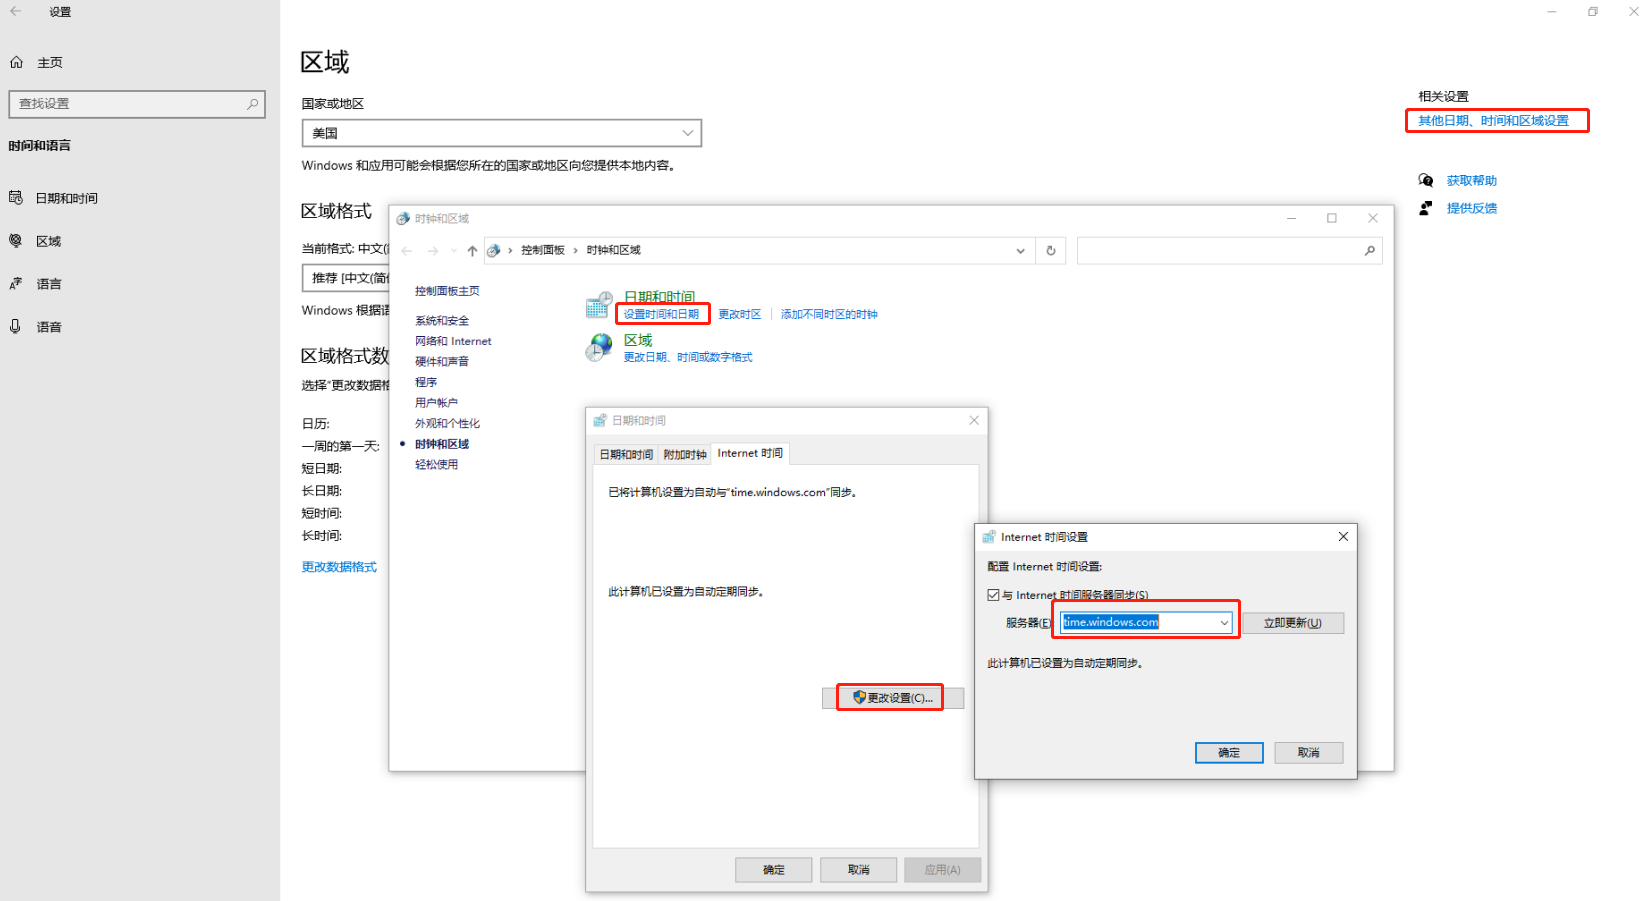 设置
主页
查找设置
时间和语言
日期和时间
区域
语言
语音
区域
国家或地区
美国
Windows 和应用可能会根据您所在的国家或地区向您提供本地内容。
区域格式
当前格式: 中文(
推荐 [中文(简
Windows 根据语
区域格式数
选择"更改数据格
日历:
一周的第一天:
短日期:
长日期:
短时间:
长时间:
更改数据格式
相关设置
其他日期、时间和区域设置
获取帮助
提供反馈
时钟和区域
控制面板 › 时钟和区域
控制面板主页
系统和安全
网络和 Internet
硬件和声音
程序
用户帐户
外观和个性化
时钟和区域
轻松使用
日期和时间
设置时间和日期 更改时区 添加不同时区的时钟
区域
更改日期、时间或数字格式
日期和时间
日期和时间 附加时钟 Internet 时间
已将计算机设置为自动与"time.windows.com"同步。
此计算机已设置为自动定期同步。
更改设置(C)...
确定 取消 应用(A)
Internet 时间设置
配置 Internet 时间设置:
与 Internet 时间服务器同步(S)
服务器(E): time.windows.com 立即更新(U)
此计算机已设置为自动定期同步。
确定 取消